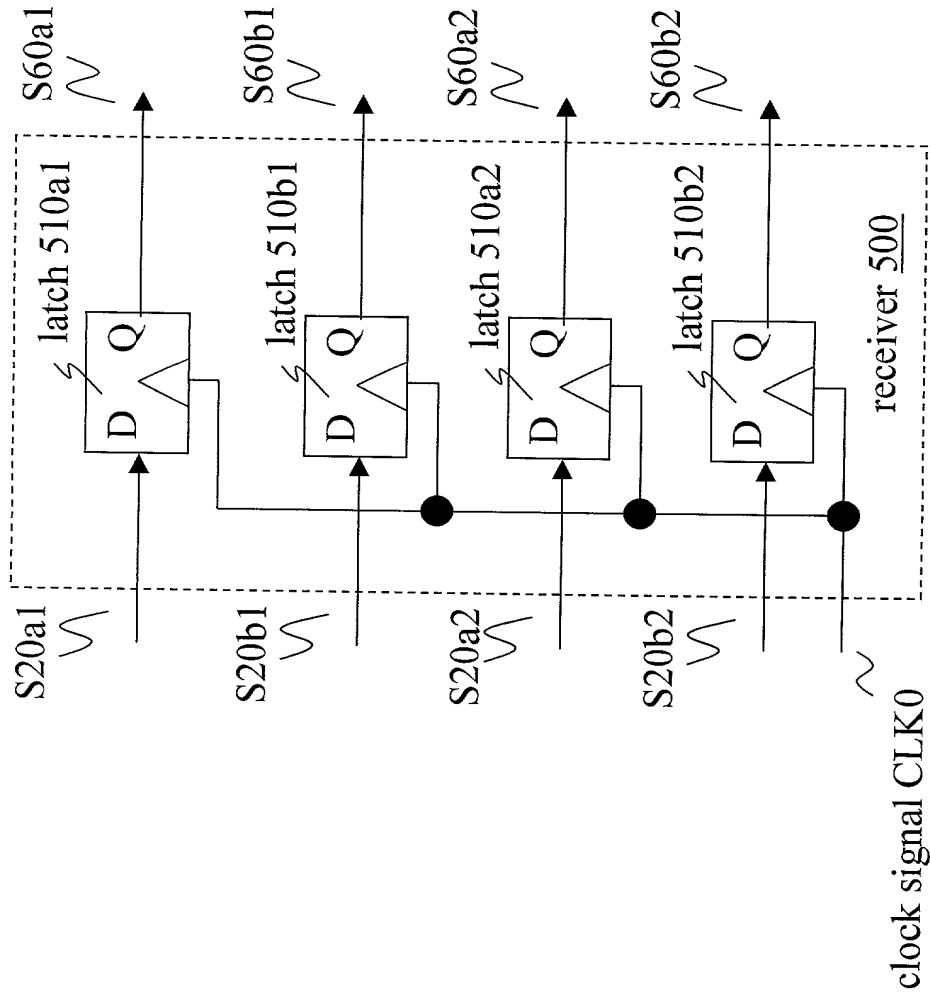 S60a1
S60b1
S60a2
S60b2
latch 510a1
D Q
latch 510b1
D Q
latch 510a2
D Q
latch 510b2
D Q
receiver 500
S20a1
S20b1
S20a2
S20b2
clock signal CLK0